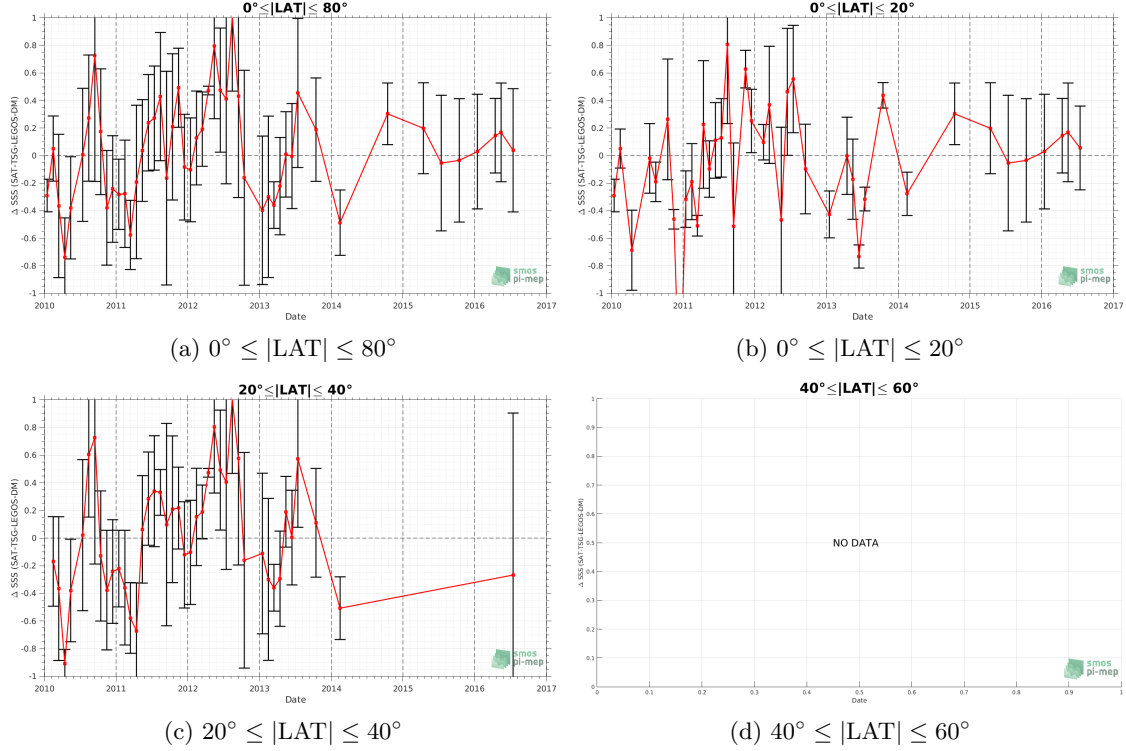 0°≤|LAT|≤ 80°
Δ SSS (SAT-TSG-LEGOS-DM)
1
0.8
0.6
0.4
0.2
0
-0.2
-0.4
-0.6
-0.8
-1
2010 2011 2012 2013 2014 2015 2016 2017
Date
smos
pi-mep
(a) 0° ≤ |LAT| ≤ 80°
0°≤|LAT|≤ 20°
Δ SSS (SAT-TSG-LEGOS-DM)
1
0.8
0.6
0.4
0.2
0
-0.2
-0.4
-0.6
-0.8
-1
2010 2011 2012 2013 2014 2015 2016 2017
Date
smos
pi-mep
(b) 0° ≤ |LAT| ≤ 20°
20°≤|LAT|≤ 40°
Δ SSS (SAT-TSG-LEGOS-DM)
1
0.8
0.6
0.4
0.2
0
-0.2
-0.4
-0.6
-0.8
-1
2010 2011 2012 2013 2014 2015 2016 2017
Date
smos
pi-mep
(c) 20° ≤ |LAT| ≤ 40°
40°≤|LAT|≤ 60°
Δ SSS (SAT-TSG-LEGOS-DM)
1
0.9
0.8
0.7
0.6
0.5
0.4
0.3
0.2
0.1
0
NO DATA
0 0.1 0.2 0.3 0.4 0.5 0.6 0.7 0.8 0.9 1
Date
smos
pi-mep
(d) 40° ≤ |LAT| ≤ 60°